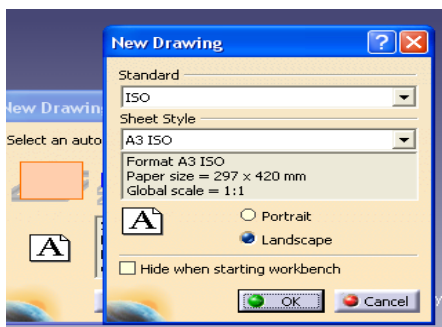 New Drawing
Standard
ISO
New Drawin
Sheet Style
Select an auto
A3 ISO
Format A3 ISO
Paper size = 297 x 420 mm
Global scale = 1:1
A
Portrait
A
Landscape
Hide when starting workbench
OK
Cancel